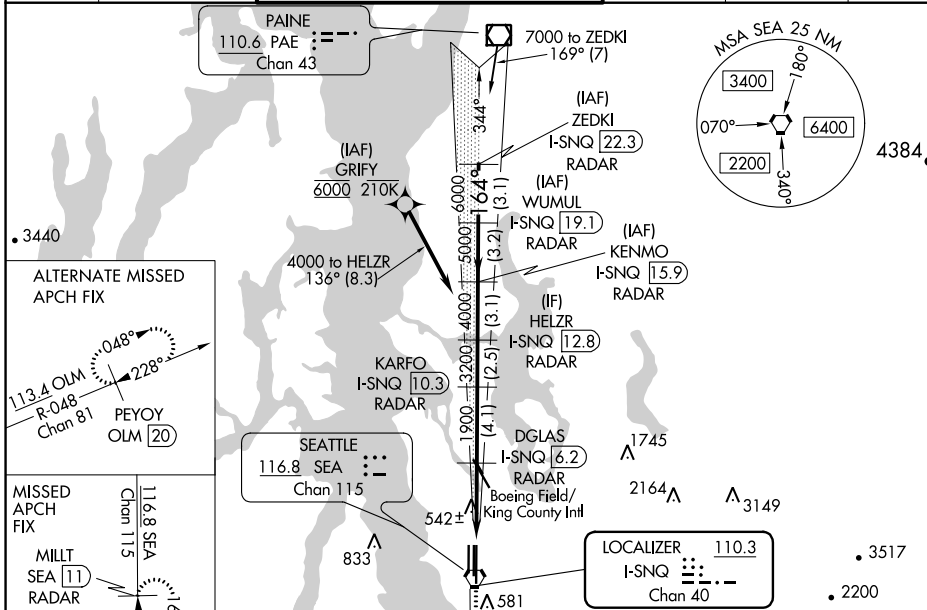 PAINE
110.6 PAE
Chan 43
7000 to ZEDKI
169° (7)
MSA SEA 25 NM
3400
180°
070°
6400
2200
340°
4384
344°
(IAF)
ZEDKI
I-SNQ 22.3
RADAR
(IAF)
GRIFY
6000 210K
6000
164°
(3.1)
(IAF)
WUMUL
I-SNQ 19.1
RADAR
5000
(3.2)
3440
4000 to HELZR
136° (8.3)
(IAF)
KENMO
I-SNQ 15.9
RADAR
4000
(3.1)
(IF)
HELZR
I-SNQ 12.8
RADAR
3200
(2.5)
KARFO
I-SNQ 10.3
RADAR
1900
(4.1)
ALTERNATE MISSED
APCH FIX
048°
228°
113.4 OLM
R-048
Chan 81
PEYOY
OLM 20
DGLAS
I-SNQ 6.2
RADAR
Boeing Field/
King County Intl
SEATTLE
116.8 SEA
Chan 115
1745
2164
3149
542±
833
581
MISSED
APCH
FIX
116.8 SEA
Chan 115
MILLT
SEA 11
RADAR
LOCALIZER 110.3
I-SNQ
Chan 40
3517
2200